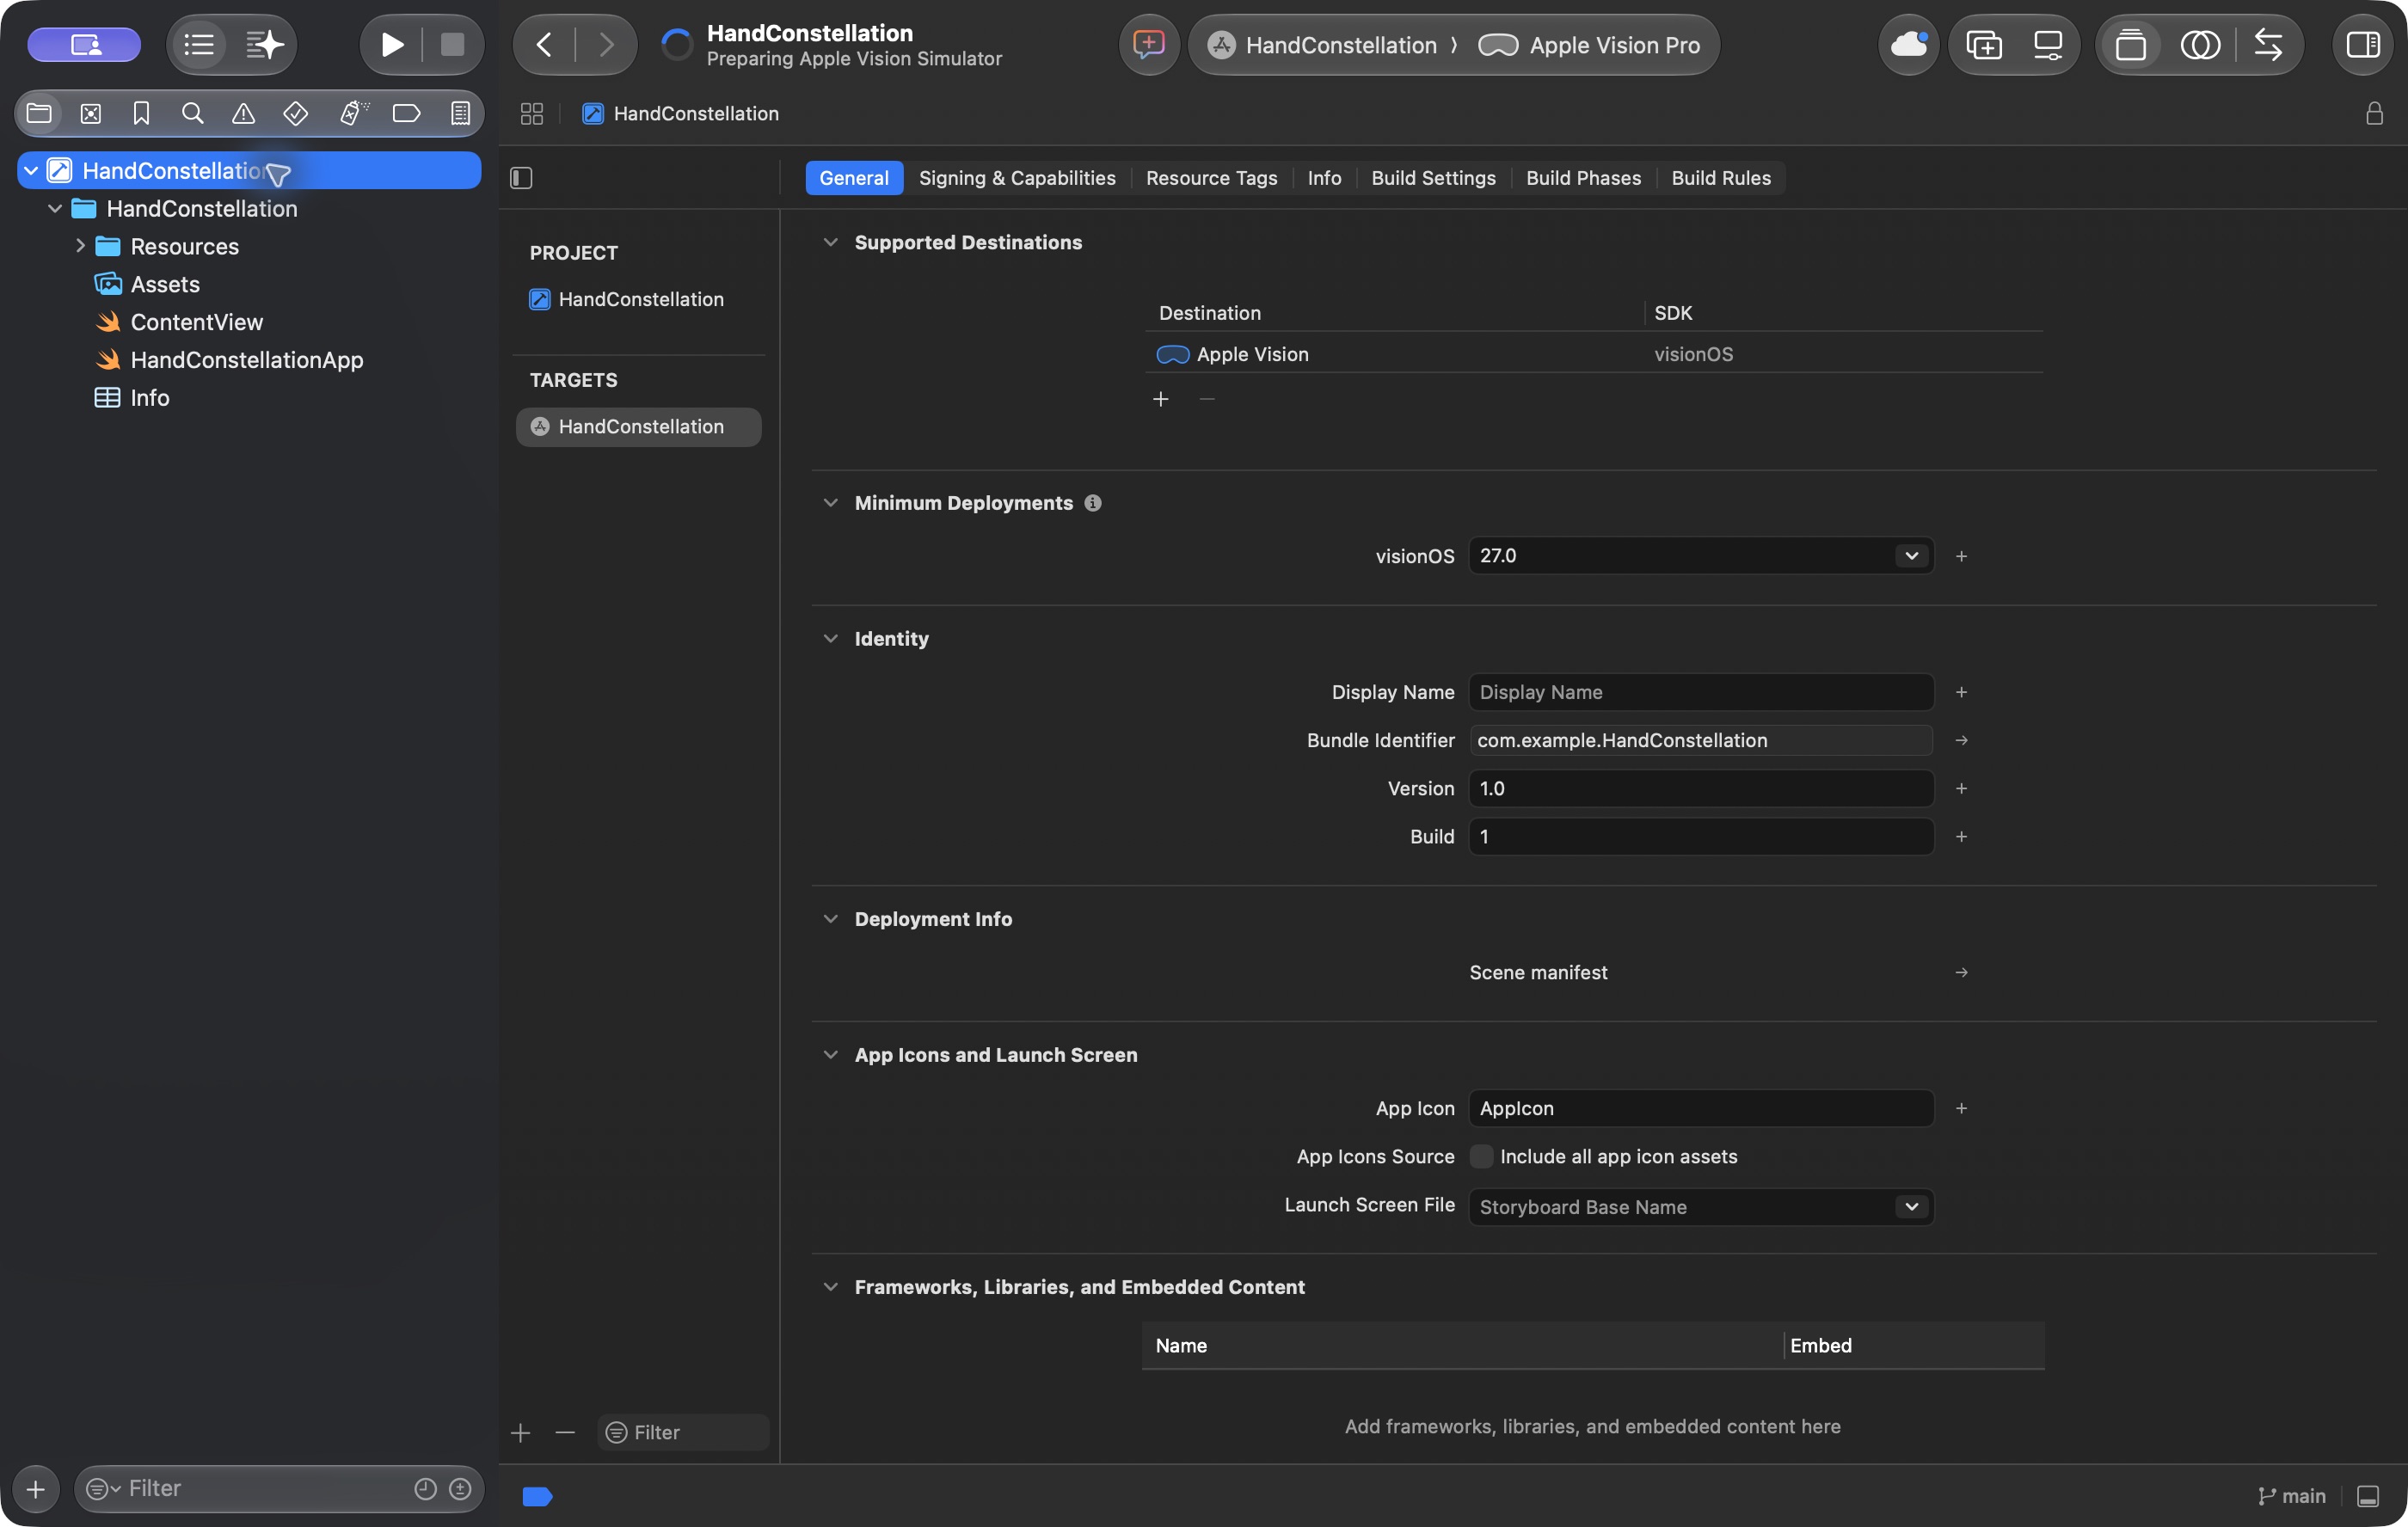 HandConstellation
Preparing Apple Vision Simulator
HandConstellation
Apple Vision Pro
HandConstellation
HandConstellation
HandConstellation
Resources
Assets
ContentView
HandConstellationApp
Info
Filter
PROJECT
HandConstellation
TARGETS
HandConstellation
Filter
General
Signing & Capabilities
Resource Tags
Info
Build Settings
Build Phases
Build Rules
Supported Destinations
Destination
SDK
Apple Vision
visionOS
Minimum Deployments
visionOS
27.0
Identity
Display Name
Display Name
Bundle Identifier
com.example.HandConstellation
Version
1.0
Build
1
Deployment Info
Scene manifest
App Icons and Launch Screen
App Icon
AppIcon
App Icons Source
Include all app icon assets
Launch Screen File
Storyboard Base Name
Frameworks, Libraries, and Embedded Content
Name
Embed
Add frameworks, libraries, and embedded content here
main